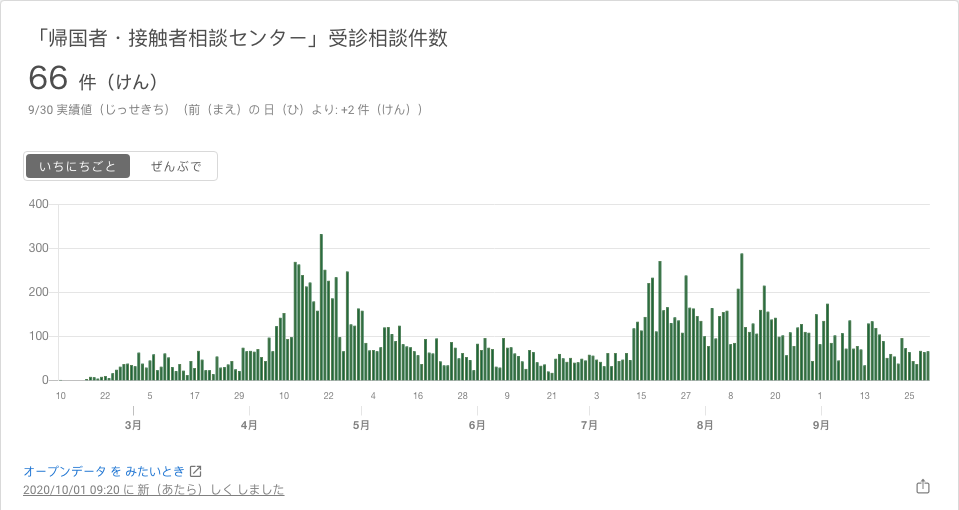 「帰国者・接触者相談センター」受診相談件数
66 件（けん）
9/30 実績値（じっせきち）（前（まえ）の 日（ひ）より: +2 件（けん））
いちにちごと ぜんぶで
400
300
200
100
0
10 22 5 17 29 10 22 4 16 28 9 21 3 15 27 8 20 1 13 25
3月 4月 5月 6月 7月 8月 9月
オープンデータ を みたいとき
2020/10/01 09:20 に 新（あたら）しく しました